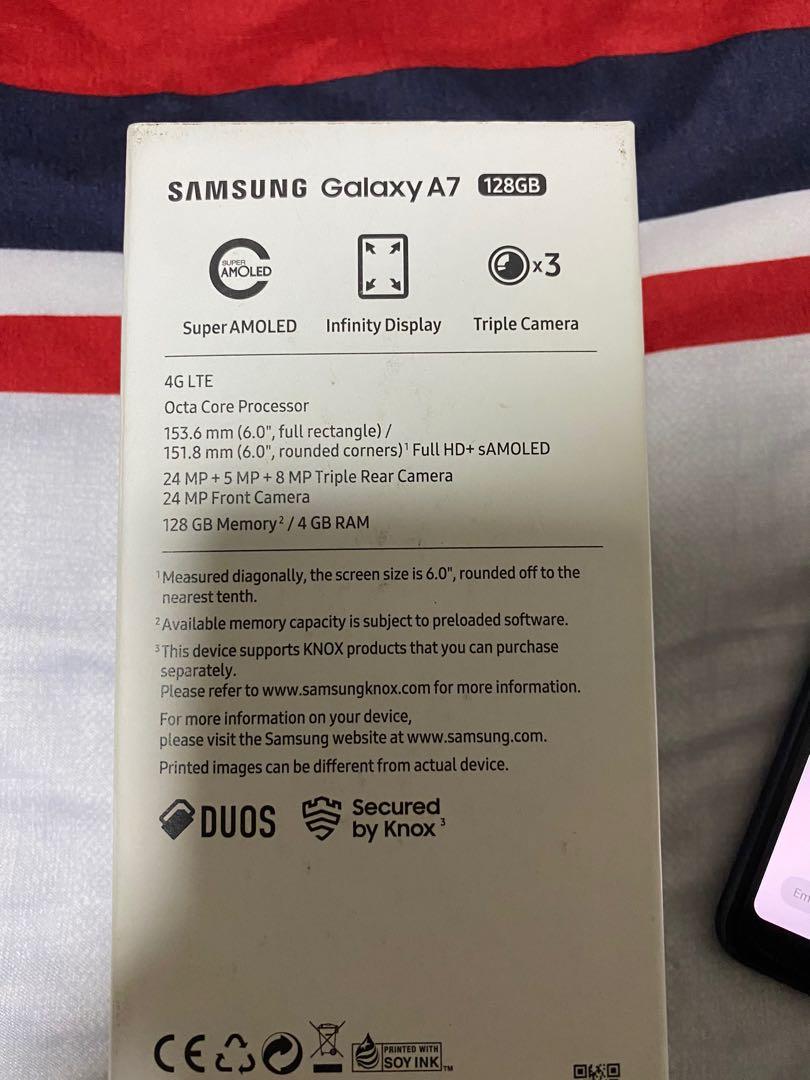 SAMSUNG Galaxy A7 128GB
SUPER
AMOLED
x3
Super AMOLED Infinity Display Triple Camera
4G LTE
Octa Core Processor
153.6 mm (6.0", full rectangle) /
151.8 mm (6.0", rounded corners)¹ Full HD+ sAMOLED
24 MP + 5 MP + 8 MP Triple Rear Camera
24 MP Front Camera
128 GB Memory² / 4 GB RAM
¹Measured diagonally, the screen size is 6.0", rounded off to the
nearest tenth.
²Available memory capacity is subject to preloaded software.
³This device supports KNOX products that you can purchase
separately.
Please refer to www.samsungknox.com for more information.
For more information on your device,
please visit the Samsung website at www.samsung.com.
Printed images can be different from actual device.
DUOS
Secured
by Knox³
CE
PRINTED WITH
SOY INK™